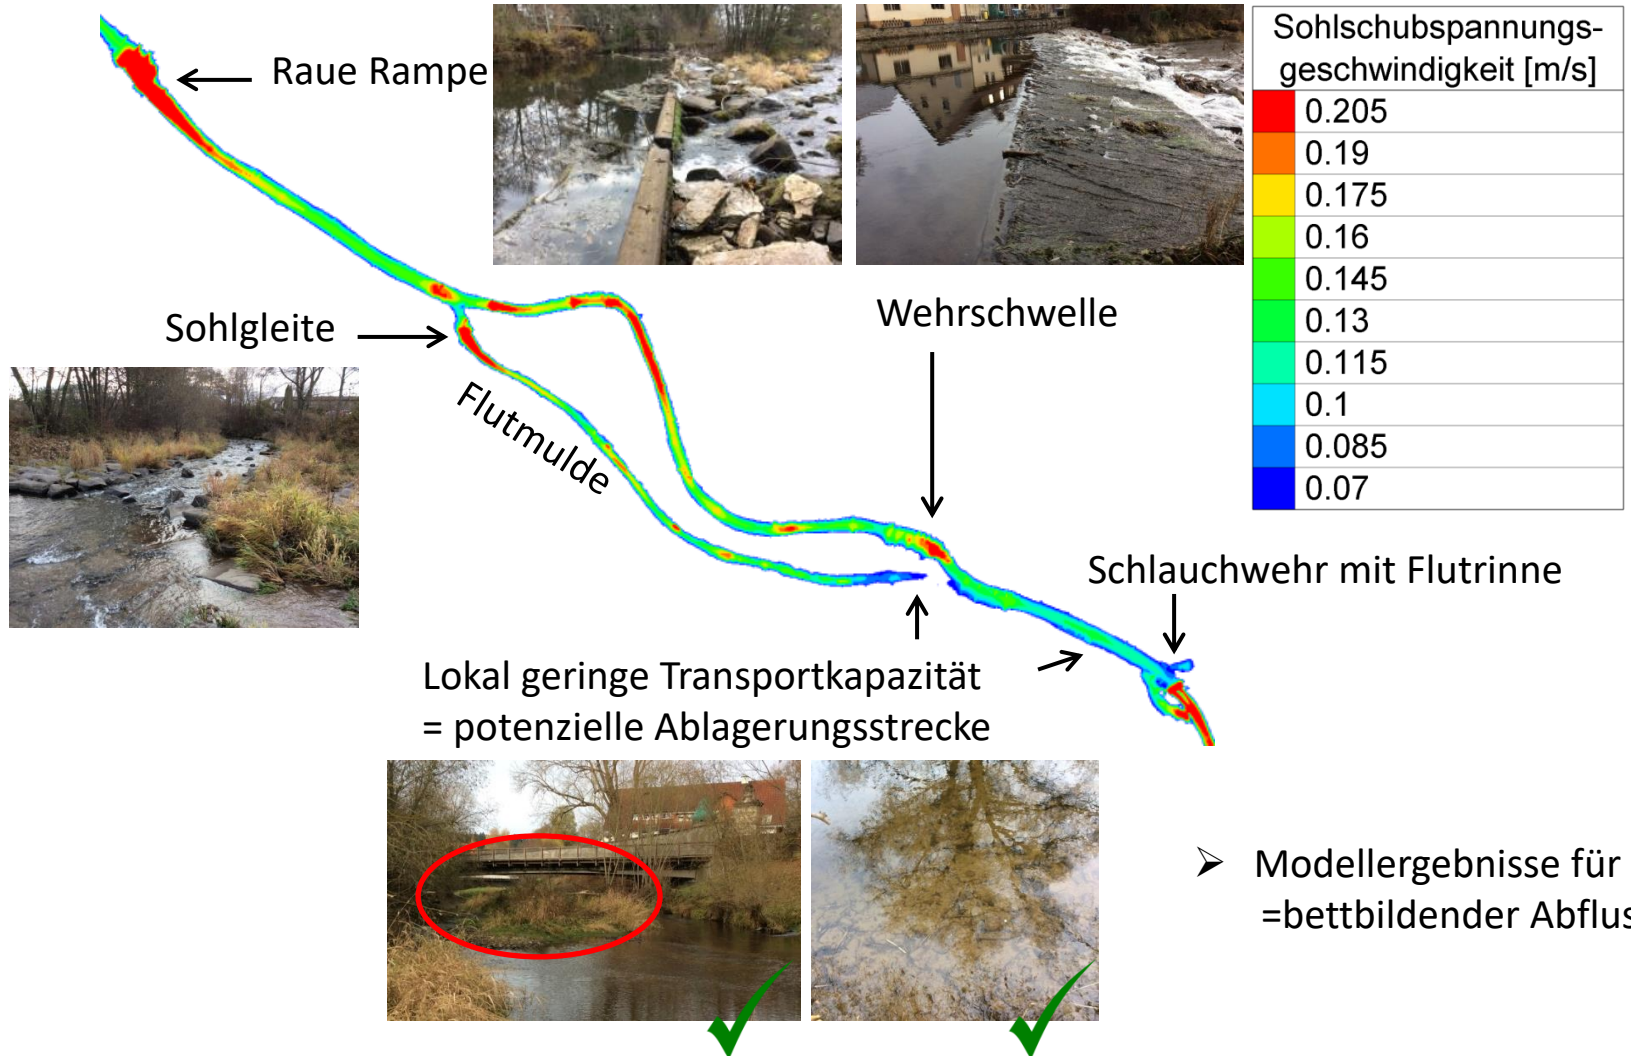 Raue Rampe
Sohlschubspannungs-
geschwindigkeit [m/s]
0.205
0.19
0.175
0.16
0.145
0.13
0.115
0.1
0.085
0.07
Sohlgleite
Wehrschwelle
Flutmulde
Schlauchwehr mit Flutrinne
Lokal geringe Transportkapazität
= potenzielle Ablagerungsstrecke
➢ Modellergebnisse für
=bettbildender Abflus